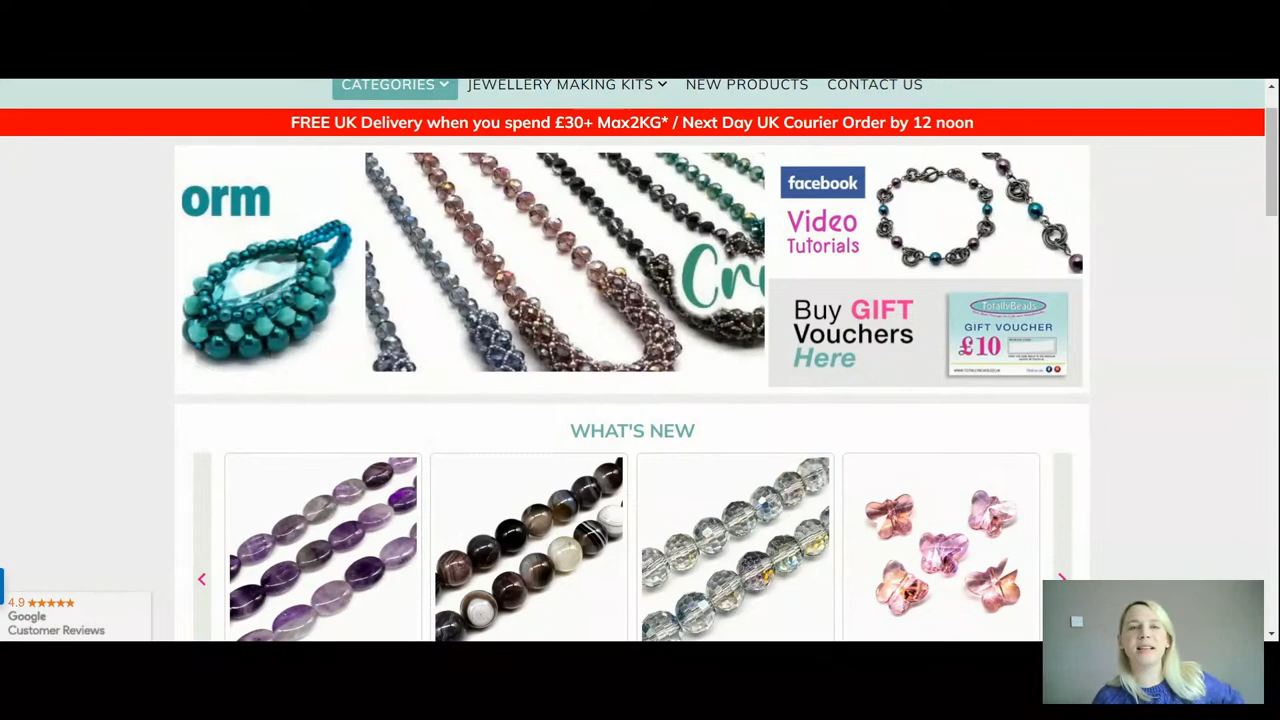 CATEGORIES
JEWELLERY MAKING KITS
NEW PRODUCTS
CONTACT US
FREE UK Delivery when you spend £30+ Max2KG* / Next Day UK Courier Order by 12 noon
orm
Cre
facebook
Video
Tutorials
Buy GIFT
Vouchers
Here
TotallyBeads
GIFT VOUCHER
£10
WHAT'S NEW
4.9 ★★★★★
Google
Customer Reviews